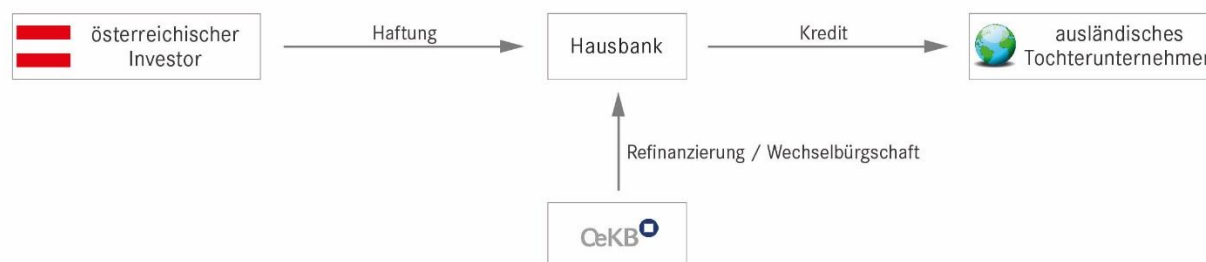 österreichischer
Investor
Haftung
Hausbank
Kredit
ausländisches
Tochterunternehmen
Refinanzierung / Wechselbürgschaft
OeKB